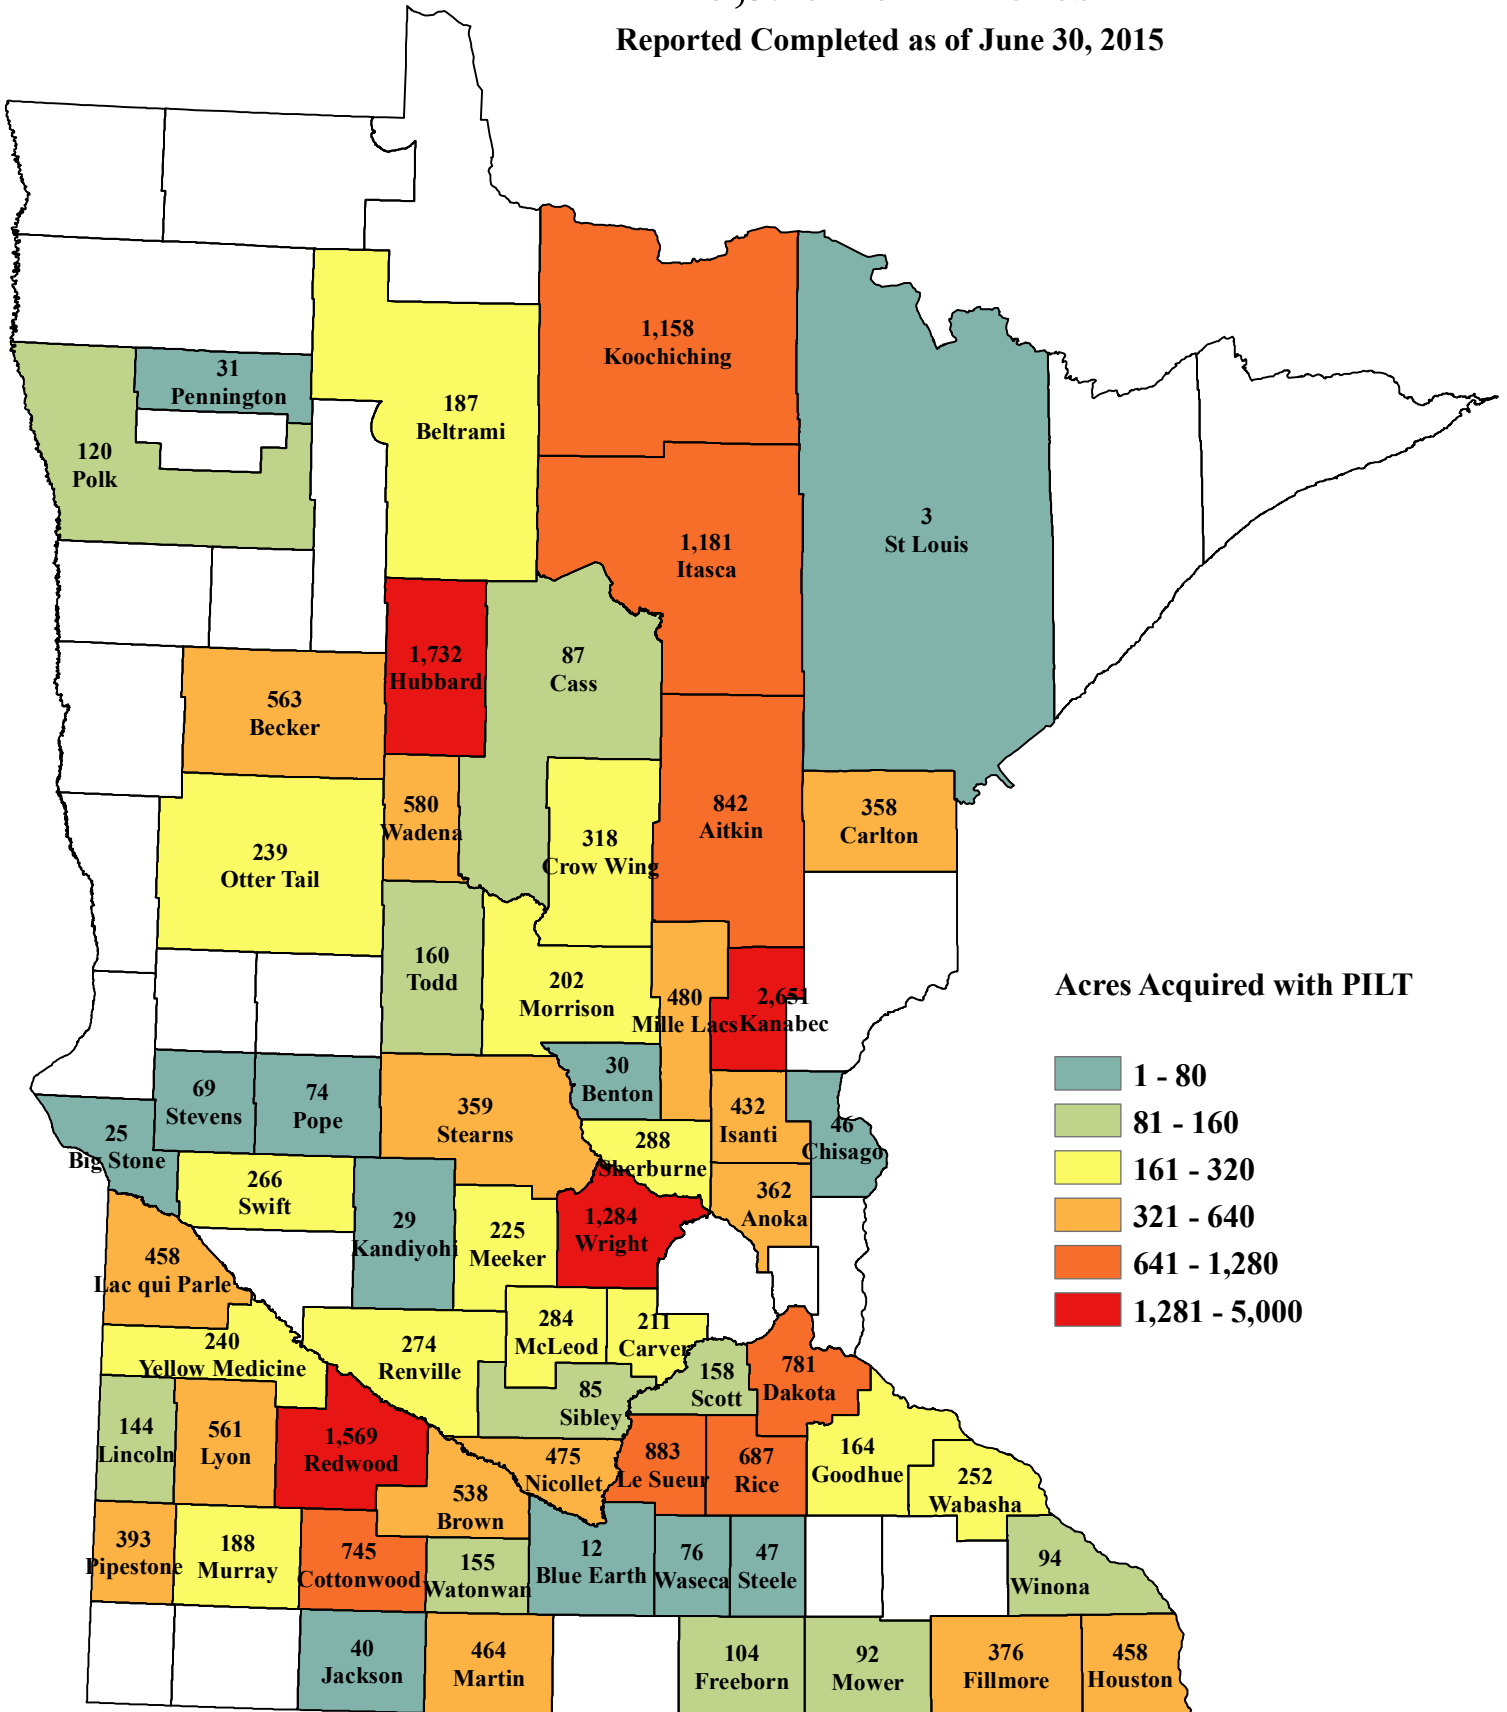 Reported Completed as of June 30, 2015
1,158
Koochiching
31
Pennington
187
Beltrami
120
Polk
3
St Louis
1,181
Itasca
1,732
Hubbard
87
Cass
563
Becker
580
Wadena
842
Aitkin
358
Carlton
318
Crow Wing
239
Otter Tail
160
Todd
202
Morrison
480
Mille Lacs
2,651
Kanabec
Acres Acquired with PILT
1 - 80
81 - 160
161 - 320
321 - 640
641 - 1,280
1,281 - 5,000
69
Stevens
74
Pope
30
Benton
359
Stearns
432
Isanti
46
Chisago
25
Big Stone
288
Sherburne
266
Swift
362
Anoka
29
Kandiyohi
225
Meeker
1,284
Wright
458
Lac qui Parle
284
McLeod
211
Carver
240
Yellow Medicine
274
Renville
158
Scott
781
Dakota
85
Sibley
144
Lincoln
561
Lyon
1,569
Redwood
475
Nicollet
883
Le Sueur
687
Rice
164
Goodhue
252
Wabasha
538
Brown
393
Pipestone
188
Murray
745
Cottonwood
155
Watonwan
12
Blue Earth
76
Waseca
47
Steele
94
Winona
40
Jackson
464
Martin
104
Freeborn
92
Mower
376
Fillmore
458
Houston